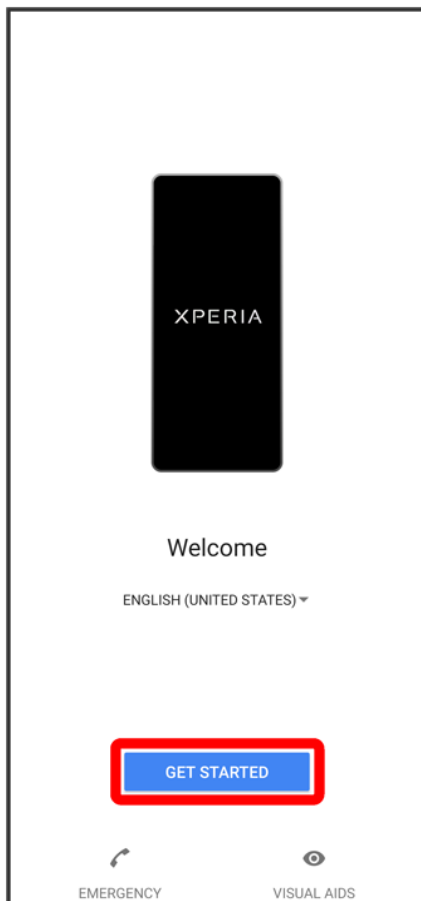 XPERIA
Welcome
ENGLISH (UNITED STATES)
GET STARTED
EMERGENCY
VISUAL AIDS